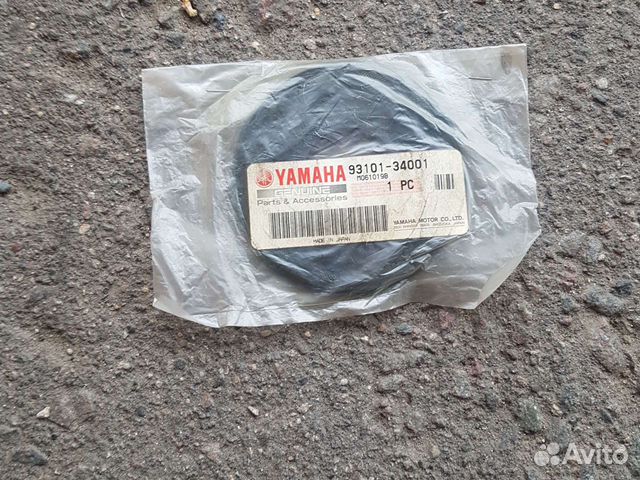 YAMAHA 93101-34001
GENUINE M0610198
Parts & Accessories 1 PC
YAMAHA MOTOR CO., LTD.
MADE IN JAPAN
Avito